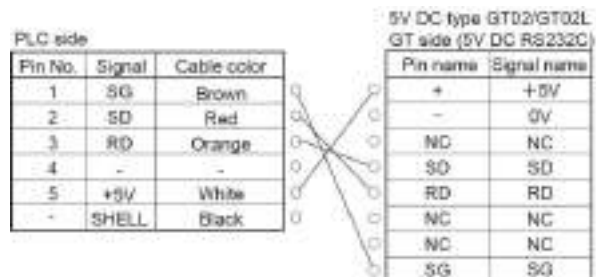 5V DC type GT02/GT02L
PLC side GT side (5V DC RS232C)
Pin No. Signal Cable color Pin name Signal name
1 SG Brown + +5V
2 SD Red - 0V
3 RD Orange NC NC
4 - - SD SD
5 +5V White RD RD
- SHELL Black NC NC
NC NC
SG SG